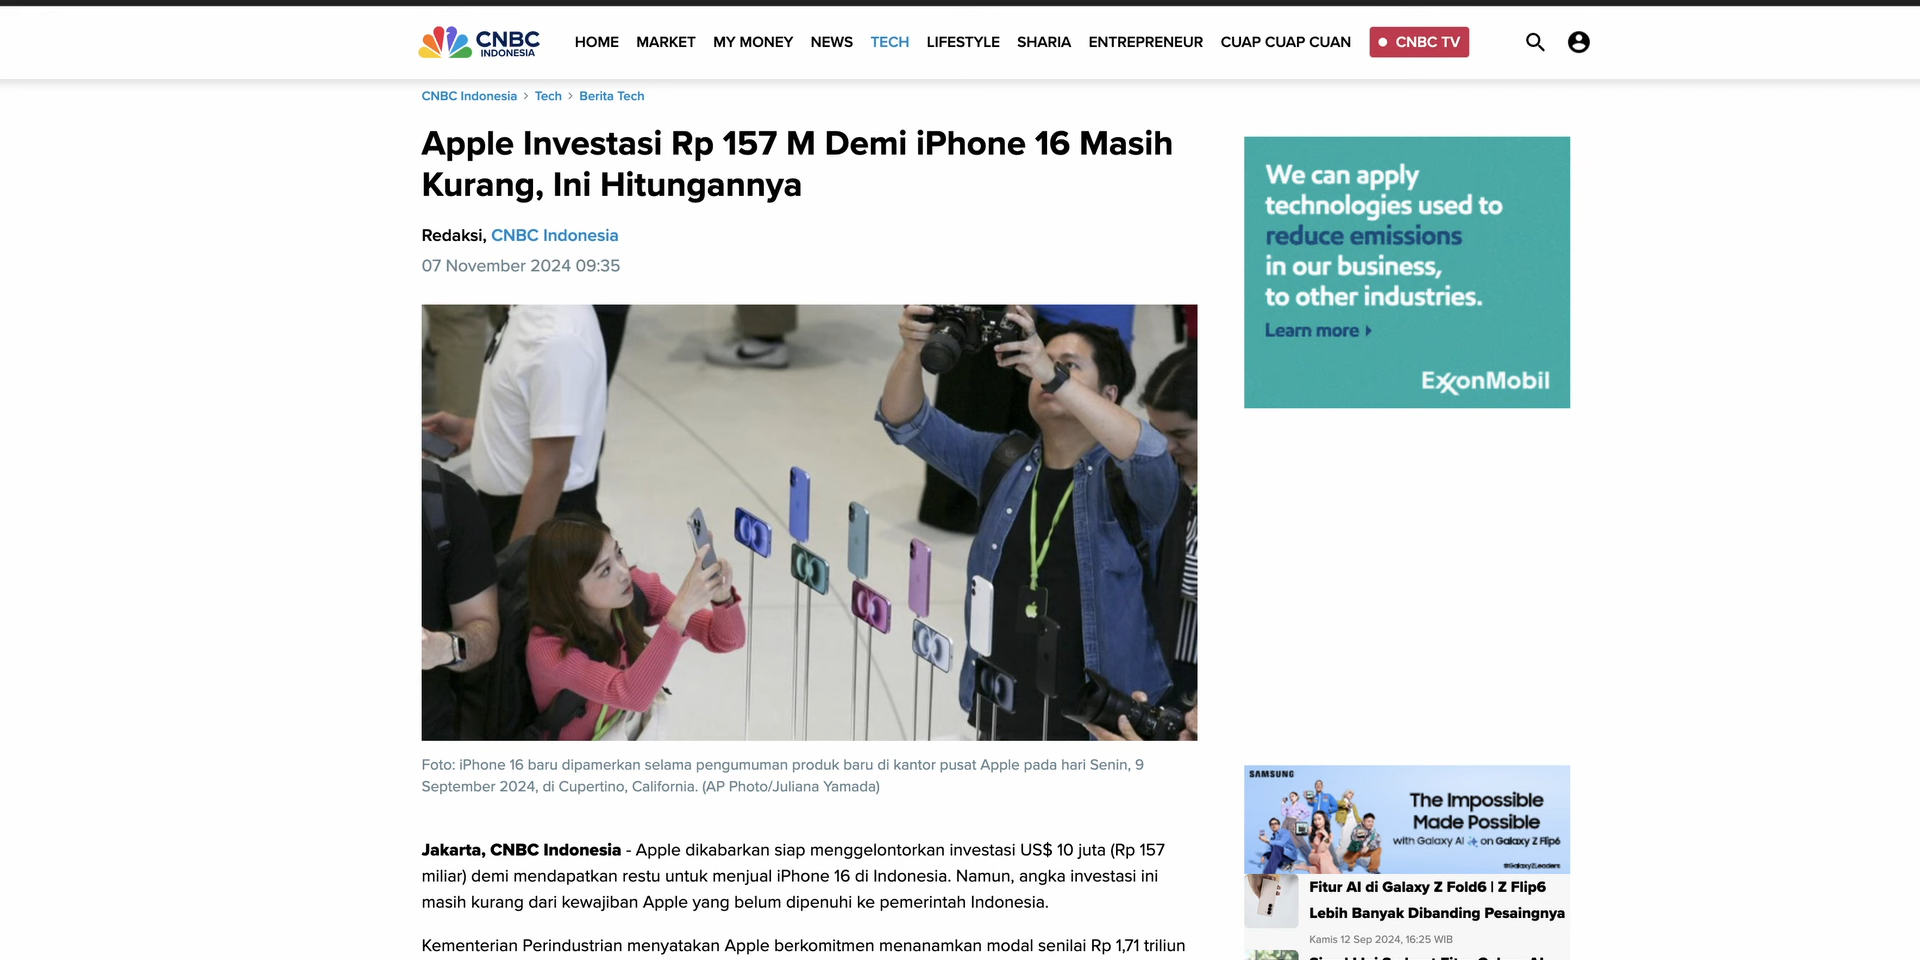 CNBC
INDONESIA
HOME MARKET MY MONEY NEWS TECH LIFESTYLE SHARIA ENTREPRENEUR CUAP CUAP CUAN CNBC TV
CNBC Indonesia > Tech > Berita Tech
Apple Investasi Rp 157 M Demi iPhone 16 Masih
Kurang, Ini Hitungannya
Redaksi, CNBC Indonesia
07 November 2024 09:35
Foto: iPhone 16 baru dipamerkan selama pengumuman produk baru di kantor pusat Apple pada hari Senin, 9
September 2024, di Cupertino, California. (AP Photo/Juliana Yamada)
Jakarta, CNBC Indonesia - Apple dikabarkan siap menggelontorkan investasi US$ 10 juta (Rp 157
miliar) demi mendapatkan restu untuk menjual iPhone 16 di Indonesia. Namun, angka investasi ini
masih kurang dari kewajiban Apple yang belum dipenuhi ke pemerintah Indonesia.
Kementerian Perindustrian menyatakan Apple berkomitmen menanamkan modal senilai Rp 1,71 triliun
We can apply
technologies used to
reduce emissions
in our business,
to other industries.
Learn more
ExxonMobil
SAMSUNG
The Impossible
Made Possible
with Galaxy AI on Galaxy Z Flip6
#GalaxyZLeaders
Fitur AI di Galaxy Z Fold6 | Z Flip6
Lebih Banyak Dibanding Pesaingnya
Kamis 12 Sep 2024, 16:25 WIB